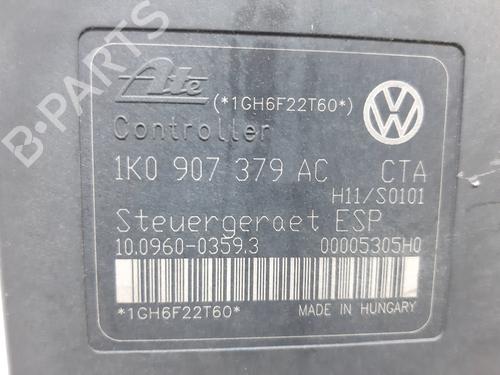 Ate (*1GH6F22T60*)
Controller
1K0 907 379 AC CTA
H11/S0101
Steuergeraet ESP
10.0960-0359.3 00005305H0
*1GH6F22T60* MADE IN HUNGARY
B-PARTS